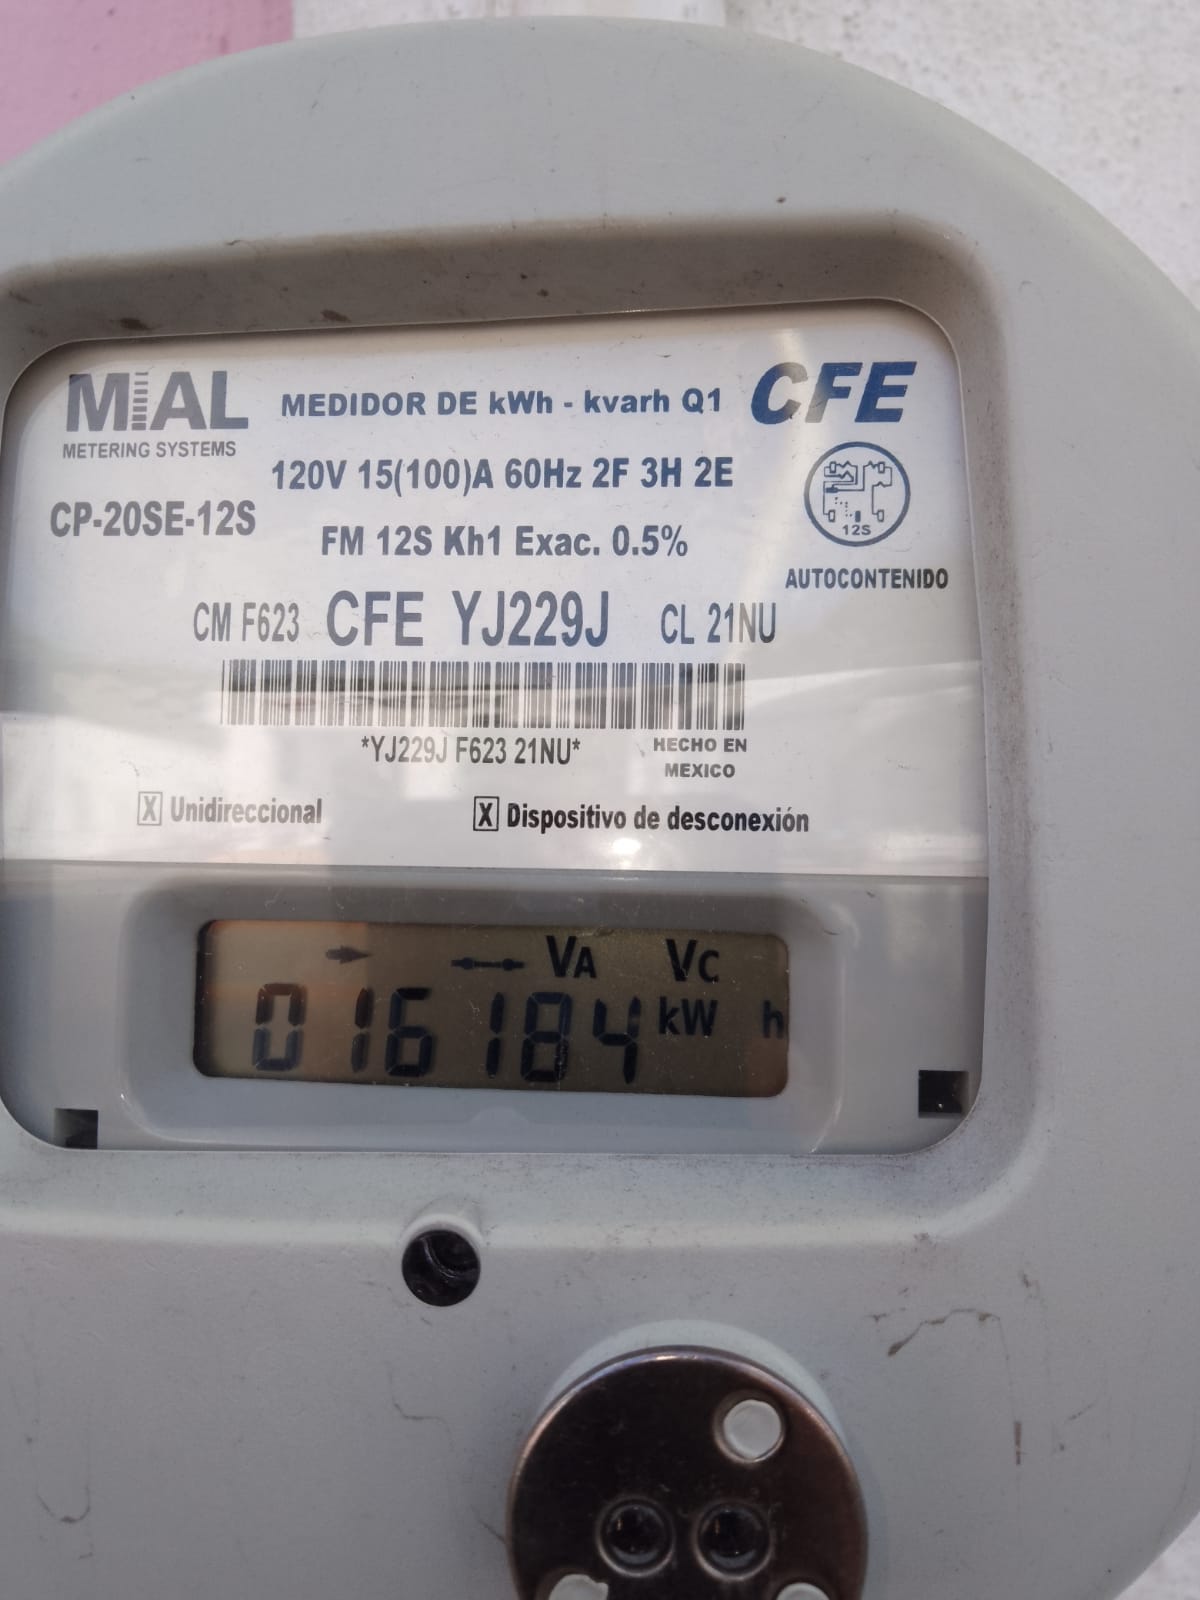 MIAL
METERING SYSTEMS
MEDIDOR DE kWh - kvarh Q1
CFE
120V 15(100)A 60Hz 2F 3H 2E
CP-20SE-12S
FM 12S Kh1 Exac. 0.5%
12S
AUTOCONTENIDO
CM F623 CFE YJ229J CL 21NU
*YJ229J F623 21NU*
HECHO EN
MEXICO
X Unidireccional
X Dispositivo de desconexión
VA VC
016184 kW h